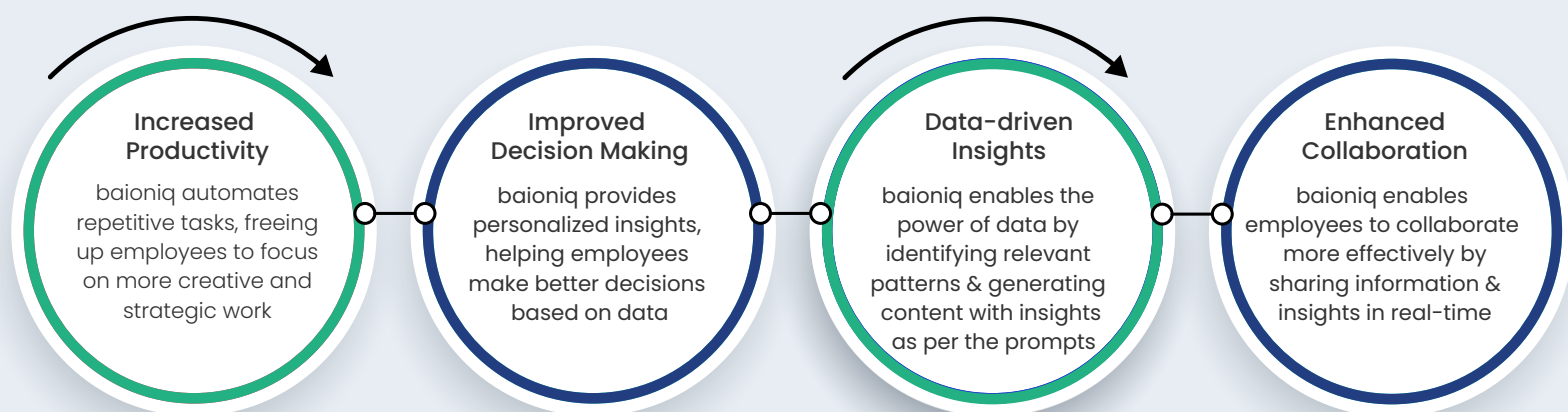 Increased
Productivity
baioniq automates
repetitive tasks, freeing
up employees to focus
on more creative and
strategic work
Improved
Decision Making
baioniq provides
personalized insights,
helping employees
make better decisions
based on data
Data-driven
Insights
baioniq enables the
power of data by
identifying relevant
patterns & generating
content with insights
as per the prompts
Enhanced
Collaboration
baioniq enables
employees to collaborate
more effectively by
sharing information &
insights in real-time